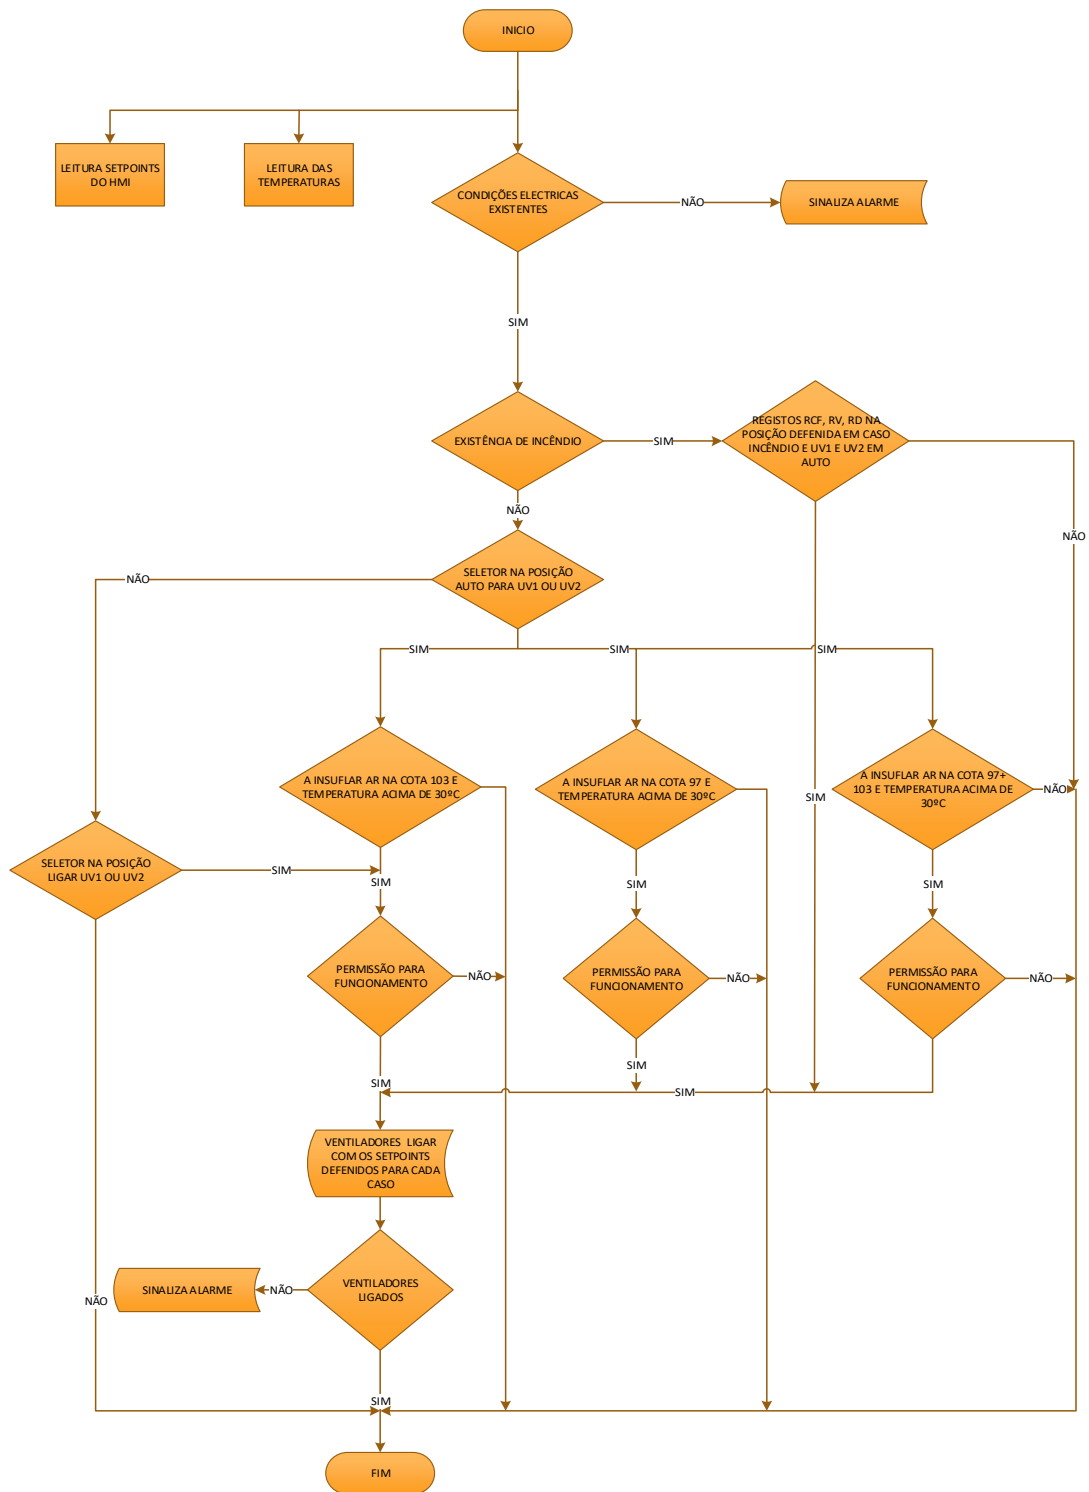 INICIO
LEITURA SETPOINTS
DO HMI
LEITURA DAS
TEMPERATURAS
CONDIÇÕES ELECTRICAS
EXISTENTES
NÃO
SINALIZA ALARME
SIM
EXISTÊNCIA DE INCÊNDIO
SIM
REGISTOS RCF, RV, RD NA
POSIÇÃO DEFENIDA EM CASO
INCÊNDIO E UV1 E UV2 EM
AUTO
NÃO
NÃO
SELETOR NA POSIÇÃO
AUTO PARA UV1 OU UV2
NÃO
SIM
SIM
SIM
A INSUFLAR AR NA COTA 103 E
TEMPERATURA ACIMA DE 30ºC
A INSUFLAR AR NA COTA 97 E
TEMPERATURA ACIMA DE 30ºC
A INSUFLAR AR NA COTA 97+
103 E TEMPERATURA ACIMA DE
30ºC
NÃO
SIM
SELETOR NA POSIÇÃO
LIGAR UV1 OU UV2
SIM
SIM
SIM
SIM
PERMISSÃO PARA
FUNCIONAMENTO
NÃO
PERMISSÃO PARA
FUNCIONAMENTO
NÃO
PERMISSÃO PARA
FUNCIONAMENTO
NÃO
SIM
SIM
SIM
VENTILADORES LIGAR
COM OS SETPOINTS
DEFENIDOS PARA CADA
CASO
VENTILADORES
LIGADOS
NÃO
SINALIZA ALARME
NÃO
SIM
FIM